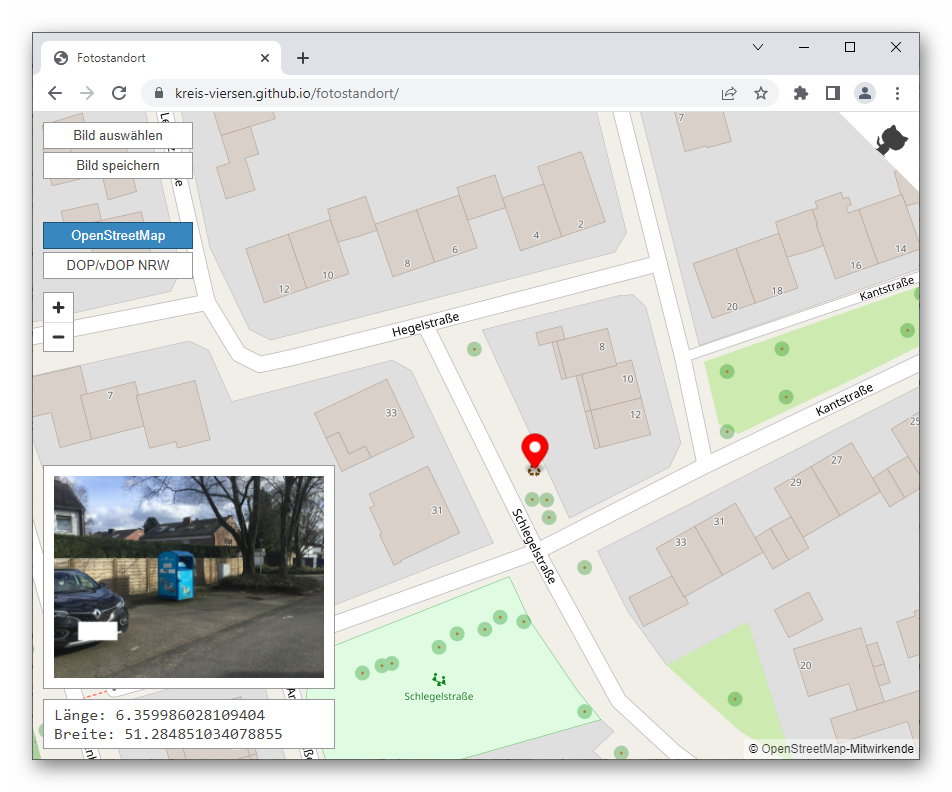 Fotostandort
kreis-viersen.github.io/fotostandort/
Bild auswählen
Bild speichern
OpenStreetMap
DOP/vDOP NRW
+
−
7
2
4
6
8
10
12
14
16
18
20
Kantstraße
Hegelstraße
8
10
12
7
33
31
Kantstraße
25
27
29
31
33
Schlegelstraße
20
Schlegelstraße
Länge: 6.359986028109404
Breite: 51.284851034078855
© OpenStreetMap-Mitwirkende